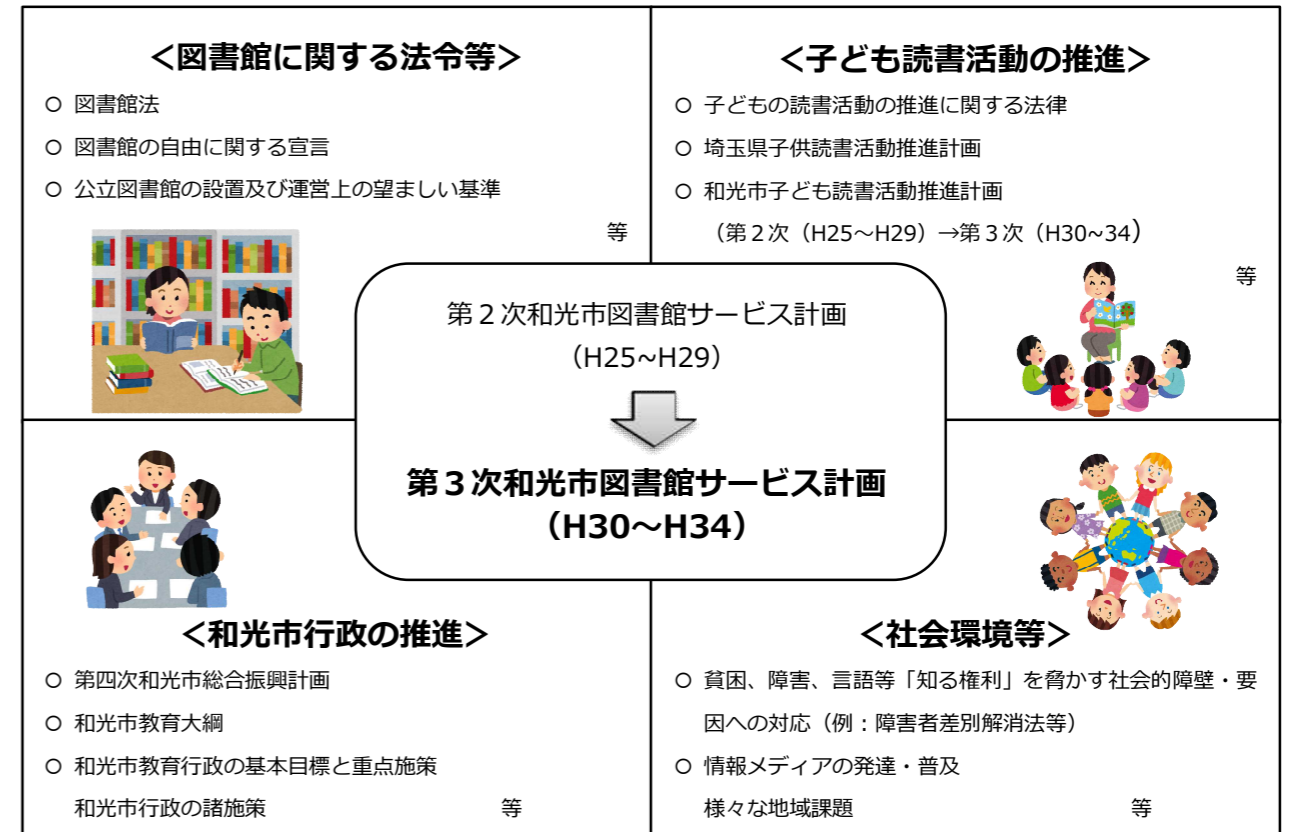 ＜図書館に関する法令等＞
○ 図書館法
○ 図書館の自由に関する宣言
○ 公立図書館の設置及び運営上の望ましい基準
等
＜子ども読書活動の推進＞
○ 子どもの読書活動の推進に関する法律
○ 埼玉県子供読書活動推進計画
○ 和光市子ども読書活動推進計画
（第２次（H25～H29）→第３次（H30~34）
等
第２次和光市図書館サービス計画
（H25~H29）
第３次和光市図書館サービス計画
（H30～H34）
＜和光市行政の推進＞
○ 第四次和光市総合振興計画
○ 和光市教育大綱
○ 和光市教育行政の基本目標と重点施策
和光市行政の諸施策 等
＜社会環境等＞
○ 貧困、障害、言語等「知る権利」を脅かす社会的障壁・要
因への対応（例：障害者差別解消法等）
○ 情報メディアの発達・普及
様々な地域課題 等